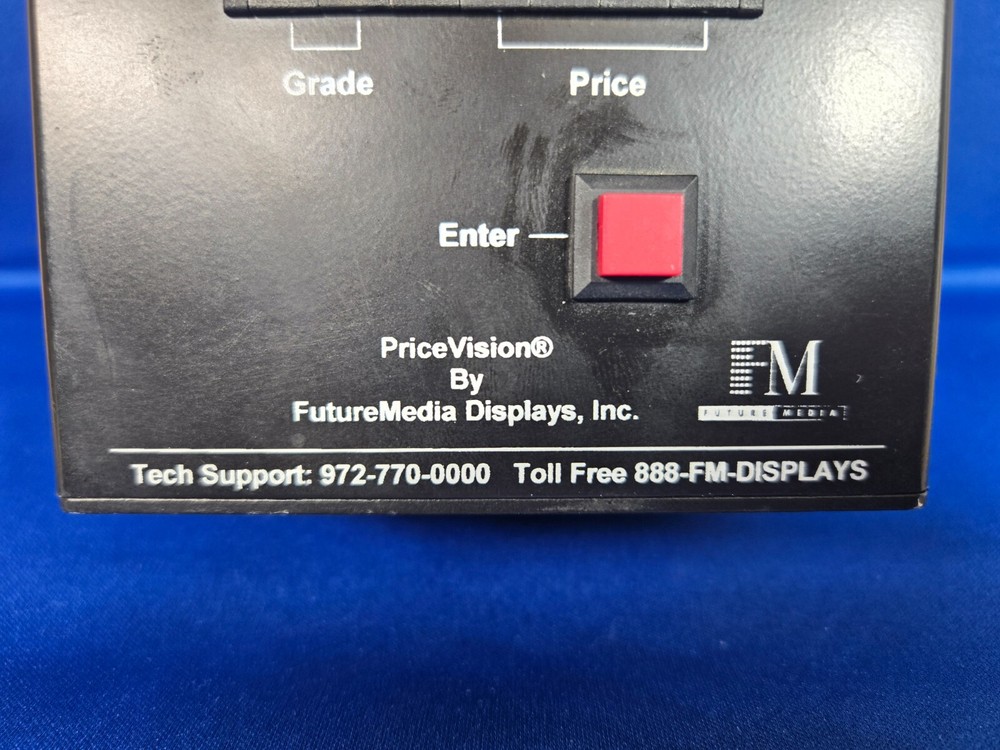 Grade Price
Enter
PriceVision®
By
FutureMedia Displays, Inc.
FM
FUTURE MEDIA
Tech Support: 972-770-0000 Toll Free 888-FM-DISPLAYS